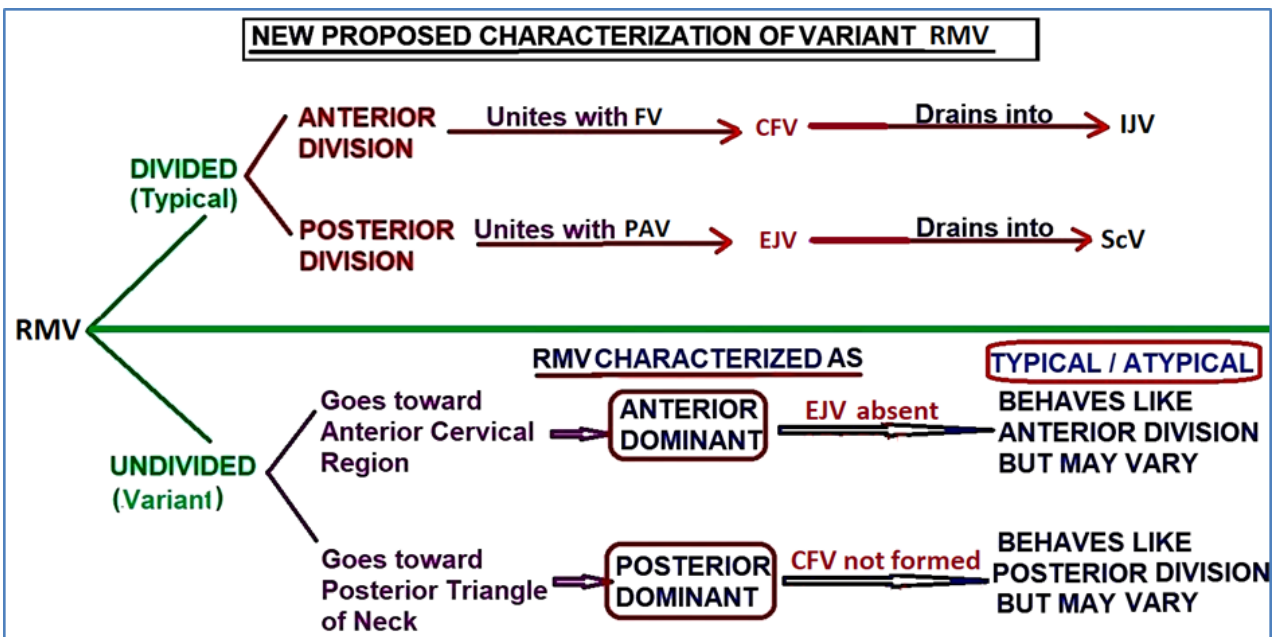 NEW PROPOSED CHARACTERIZATION OF VARIANT RMV
ANTERIOR
DIVISION
Unites with FV
CFV
Drains into
IJV
DIVIDED
(Typical)
POSTERIOR
DIVISION
Unites with PAV
EJV
Drains into
ScV
RMV
RMV CHARACTERIZED AS
TYPICAL / ATYPICAL
UNDIVIDED
(Variant)
Goes toward
Anterior Cervical
Region
ANTERIOR
DOMINANT
EJV absent
BEHAVES LIKE
ANTERIOR DIVISION
BUT MAY VARY
Goes toward
Posterior Triangle
of Neck
POSTERIOR
DOMINANT
CFV not formed
BEHAVES LIKE
POSTERIOR DIVISION
BUT MAY VARY